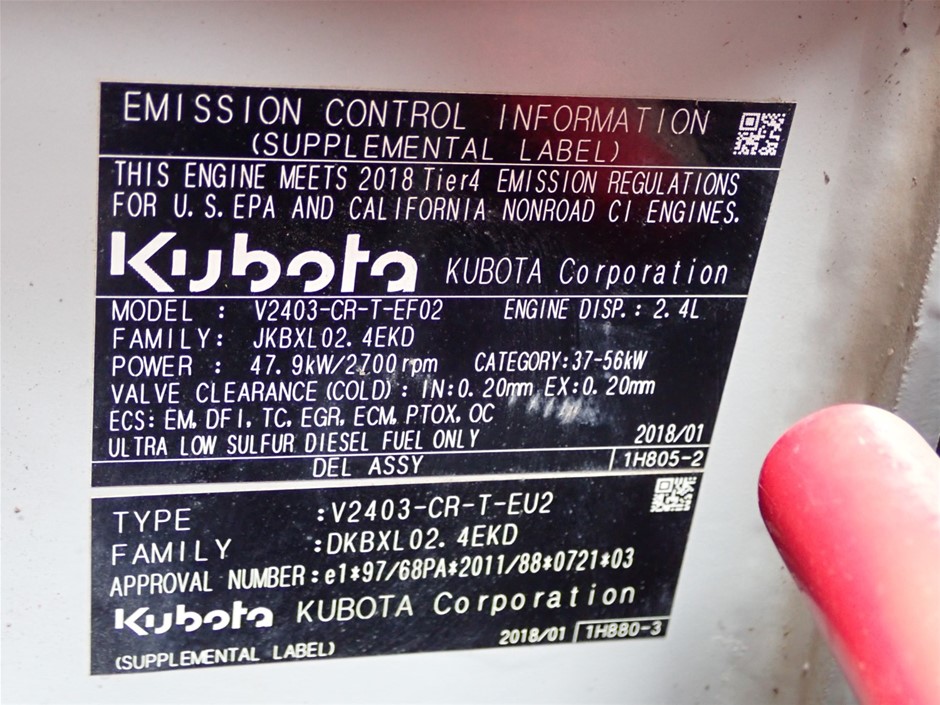 EMISSION CONTROL INFORMATION
(SUPPLEMENTAL LABEL)
THIS ENGINE MEETS 2018 Tier4 EMISSION REGULATIONS
FOR U.S.EPA AND CALIFORNIA NONROAD CI ENGINES.
Kubota KUBOTA Corporation
MODEL : V2403-CR-T-EF02 ENGINE DISP.: 2.4L
FAMILY: JKBXL02.4EKD
POWER : 47.9kW/2700rpm CATEGORY:37-56kW
VALVE CLEARANCE(COLD): IN:0.20mm EX:0.20mm
ECS: EM, DFI, TC, EGR, ECM, PTOX, OC
ULTRA LOW SULFUR DIESEL FUEL ONLY 2018/01
DEL ASSY 1H805-2
TYPE :V2403-CR-T-EU2
FAMILY :DKBXL02.4EKD
APPROVAL NUMBER:e1*97/68PA*2011/88*0721*03
Kubota KUBOTA Corporation
2018/01 1H880-3
(SUPPLEMENTAL LABEL)